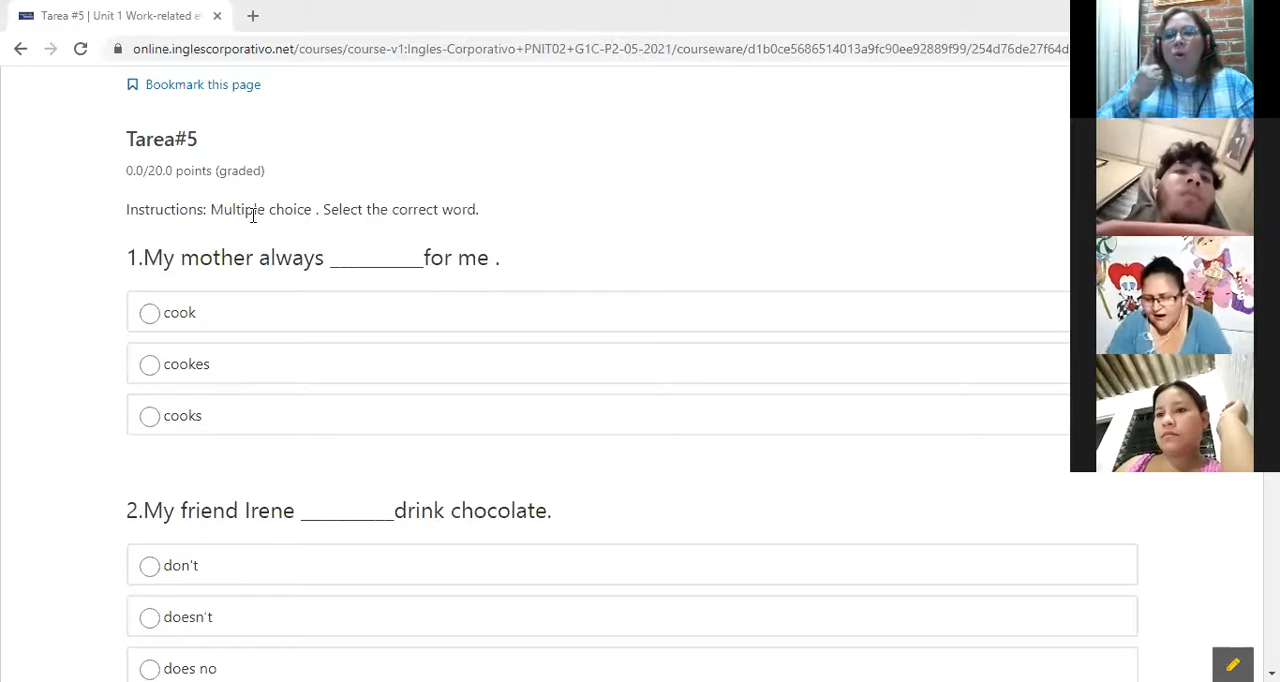 Tarea #5 | Unit 1 Work-related e
online.inglescorporativo.net/courses/course-v1:Ingles-Corporativo+PNIT02+G1C-P2-05-2021/courseware/d1b0ce5686514013a9fc90ee92889f99/254d76de27f64d
Bookmark this page
Tarea#5
0.0/20.0 points (graded)
Instructions: Multiple choice . Select the correct word.
1.My mother always __________for me .
cook
cookes
cooks
2.My friend Irene __________drink chocolate.
don't
doesn't
does no